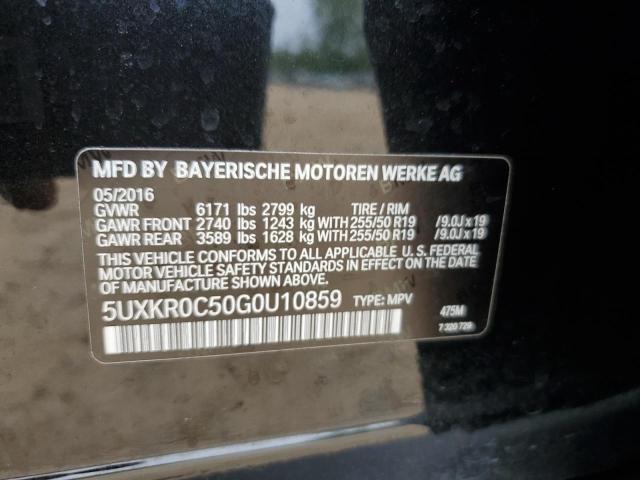 MFD BY BAYERISCHE MOTOREN WERKE AG
05/2016
GVWR 6171 lbs 2799 kg TIRE / RIM
GAWR FRONT 2740 lbs 1243 kg WITH 255/50 R19 /9.0J x 19
GAWR REAR 3589 lbs 1628 kg WITH 255/50 R19 /9.0J x 19
THIS VEHICLE CONFORMS TO ALL APPLICABLE U. S. FEDERAL
MOTOR VEHICLE SAFETY STANDARDS IN EFFECT ON THE
DATE OF MANUFACTURE SHOWN ABOVE.
5UXKR0C50G0U10859 TYPE: MPV 475M
7 320 729